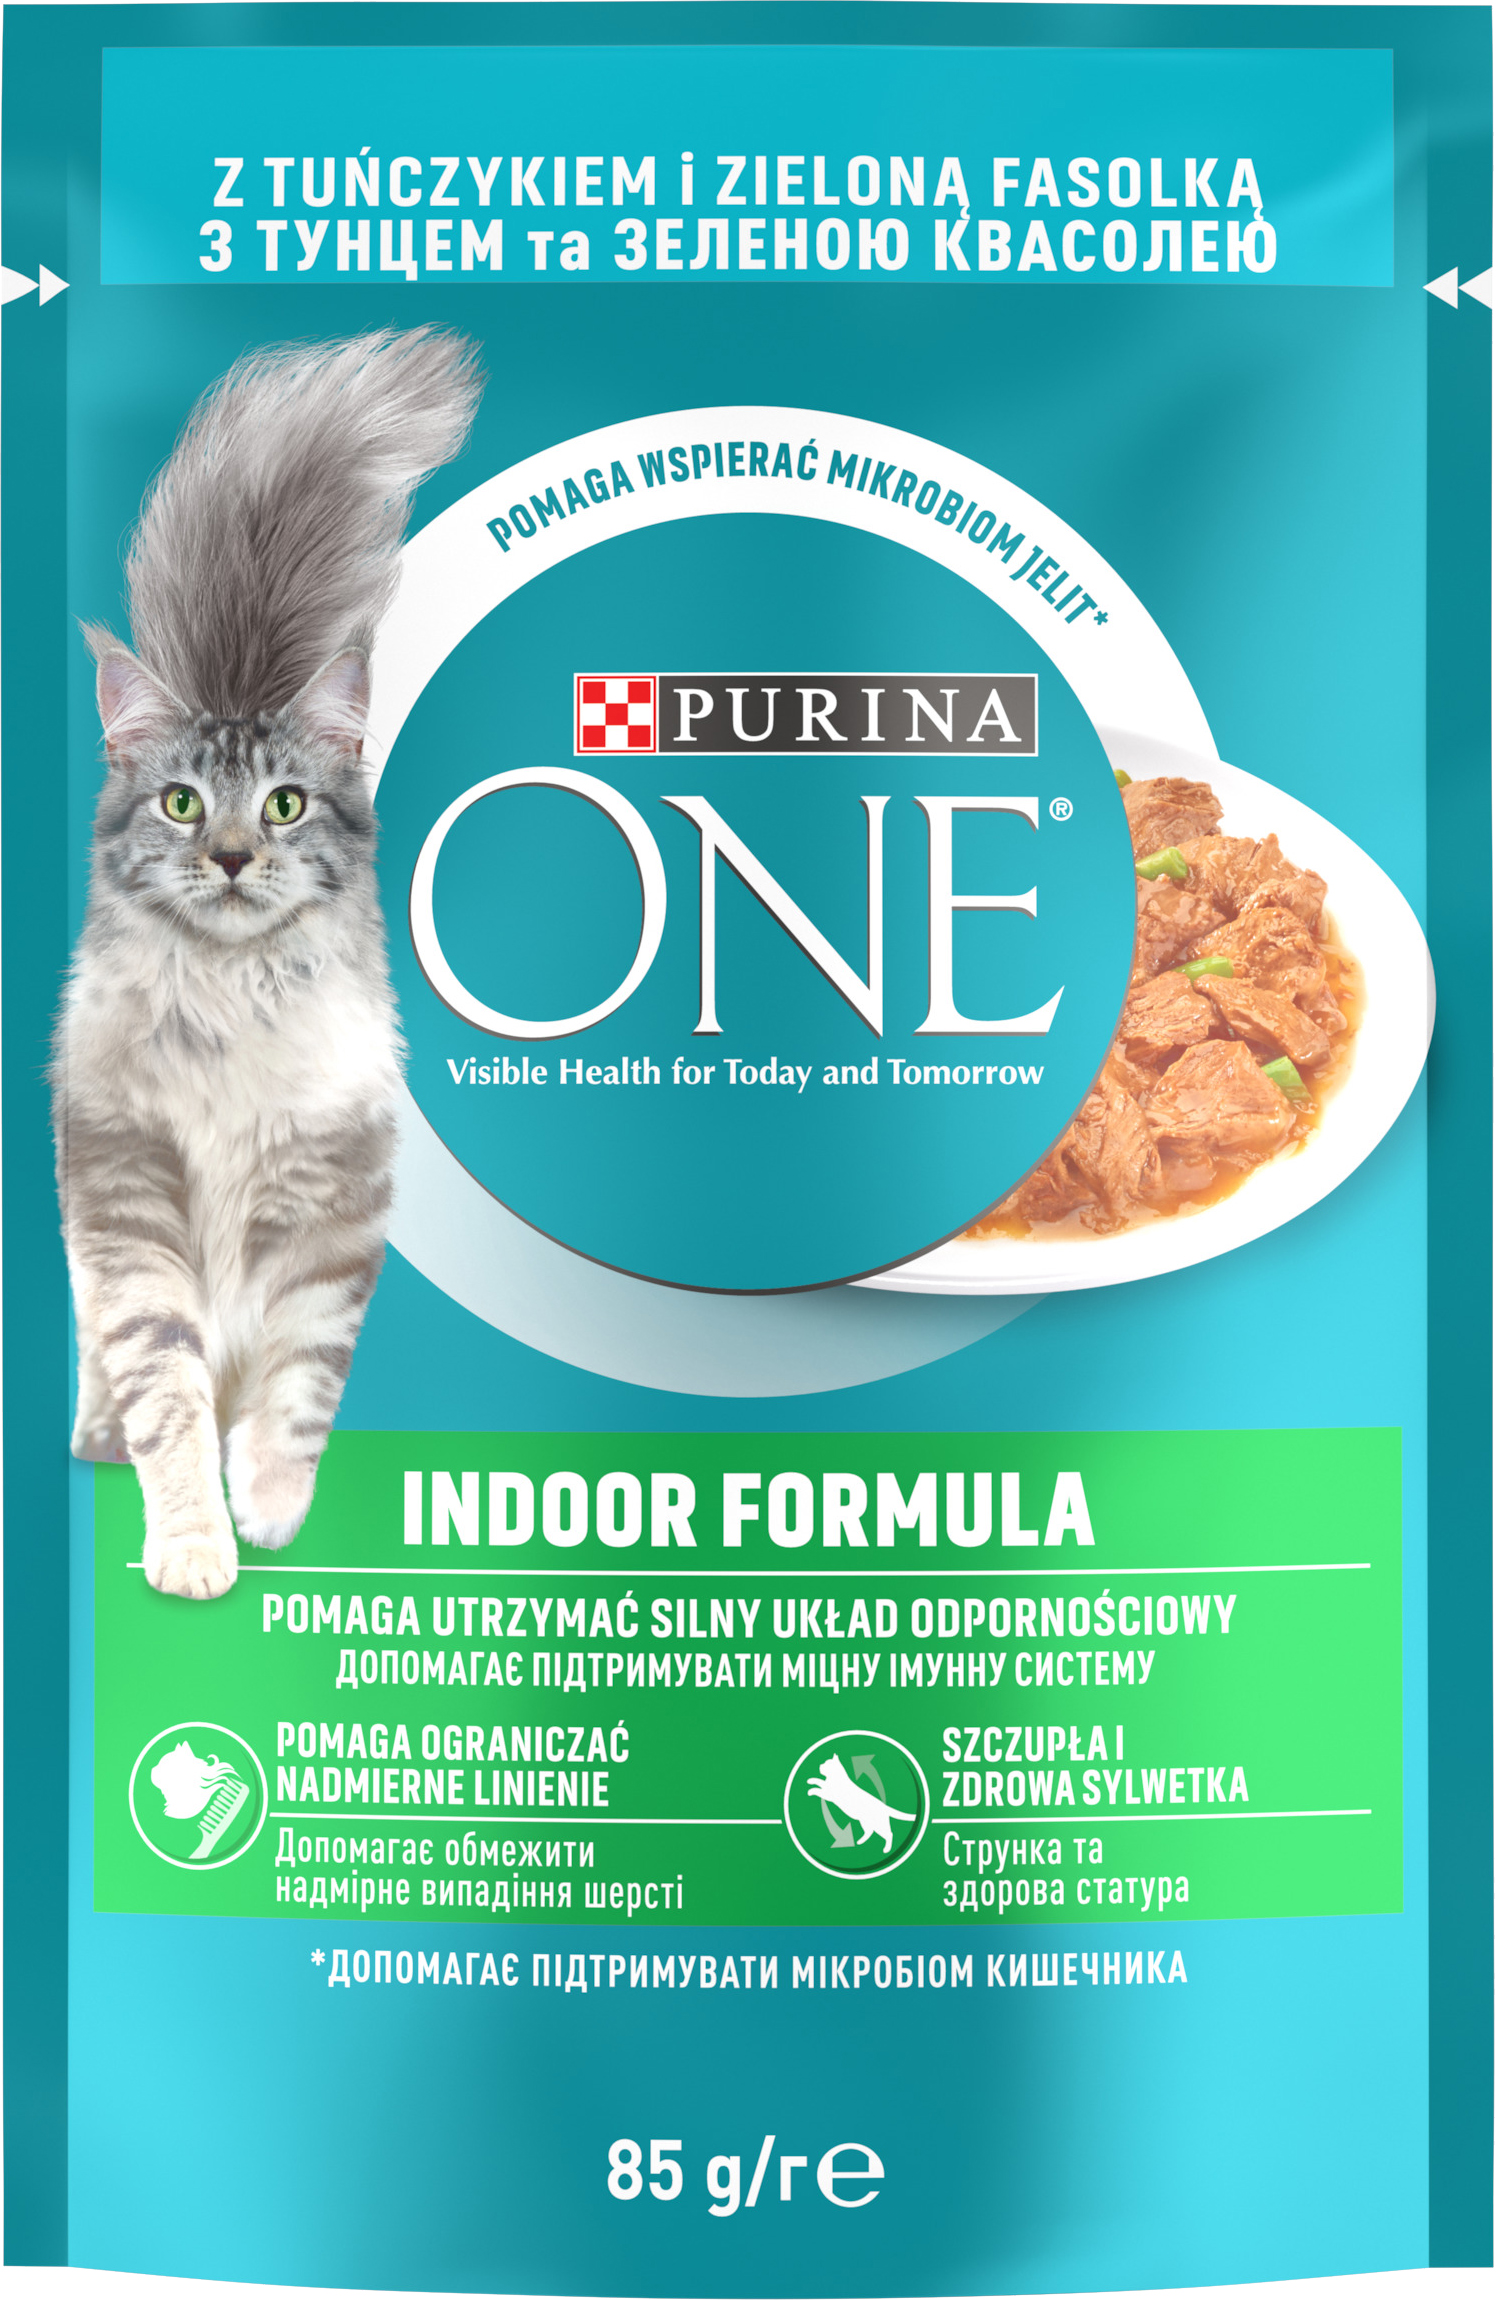 Z TUŃCZYKIEM i ZIELONĄ FASOLKĄ
З ТУНЦЕМ та ЗЕЛЕНОЮ КВАСОЛЕЮ
POMAGA WSPIERAĆ MIKROBIOM JELIT*
PURINA
ONE®
Visible Health for Today and Tomorrow
INDOOR FORMULA
POMAGA UTRZYMAĆ SILNY UKŁAD ODPORNOŚCIOWY
ДОПОМАГАЄ ПІДТРИМУВАТИ МІЦНУ ІМУННУ СИСТЕМУ
POMAGA OGRANICZAĆ
NADMIERNE LINIENIE
Допомагає обмежити
надмірне випадіння шерсті
SZCZUPŁA I
ZDROWA SYLWETKA
Струнка та
здорова статура
*ДОПОМАГАЄ ПІДТРИМУВАТИ МІКРОБІОМ КИШЕЧНИКА
85 g/г℮